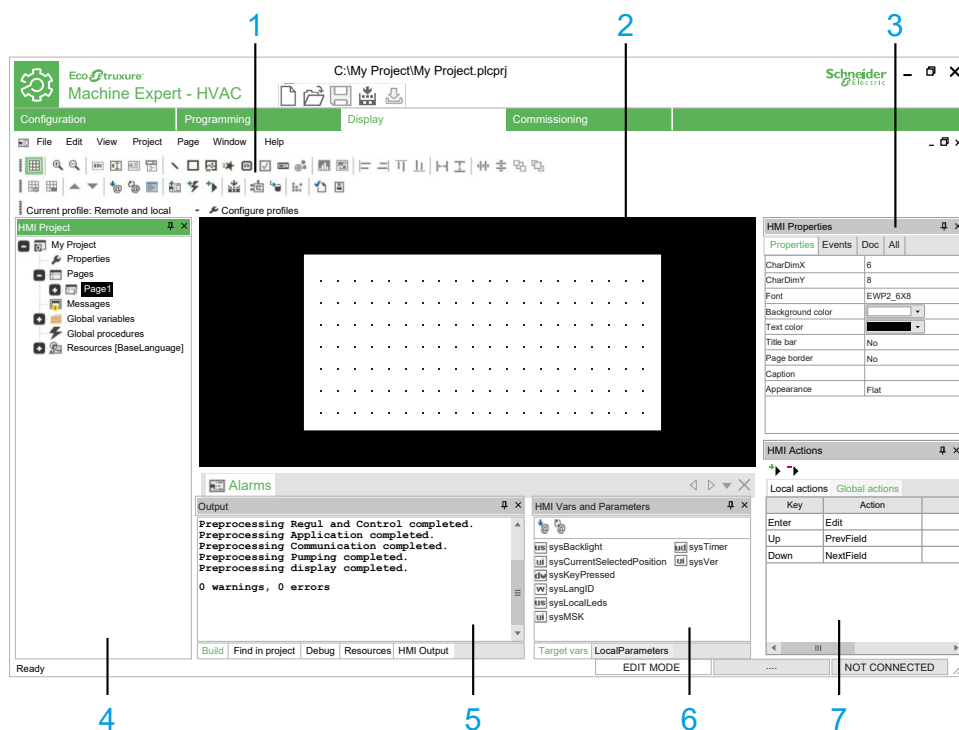 1 2 3
EcoStruxure
Machine Expert - HVAC
C:\My Project\My Project.plcprj
Schneider
Electric
Configuration Programming Display Commissioning
File Edit View Project Page Window Help
Current profile: Remote and local Configure profiles
HMI Project
My Project
Properties
Pages
Page1
Messages
Global variables
Global procedures
Resources [BaseLanguage]
HMI Properties
Properties Events Doc All
CharDimX 6
CharDimY 8
Font EWP2_6X8
Background color
Text color
Title bar No
Page border No
Caption
Appearance Flat
Alarms
Output
Preprocessing Regul and Control completed.
Preprocessing Application completed.
Preprocessing Communication completed.
Preprocessing Pumping completed.
Preprocessing display completed.
0 warnings, 0 errors
Build Find in project Debug Resources HMI Output
HMI Vars and Parameters
us sysBacklight ud sysTimer
ui sysCurrentSelectedPosition ui sysVer
dw sysKeyPressed
w sysLangID
us sysLocalLeds
ui sysMSK
Target vars LocalParameters
HMI Actions
Local actions Global actions
Key Action
Enter Edit
Up PrevField
Down NextField
Ready EDIT MODE .... NOT CONNECTED
4 5 6 7